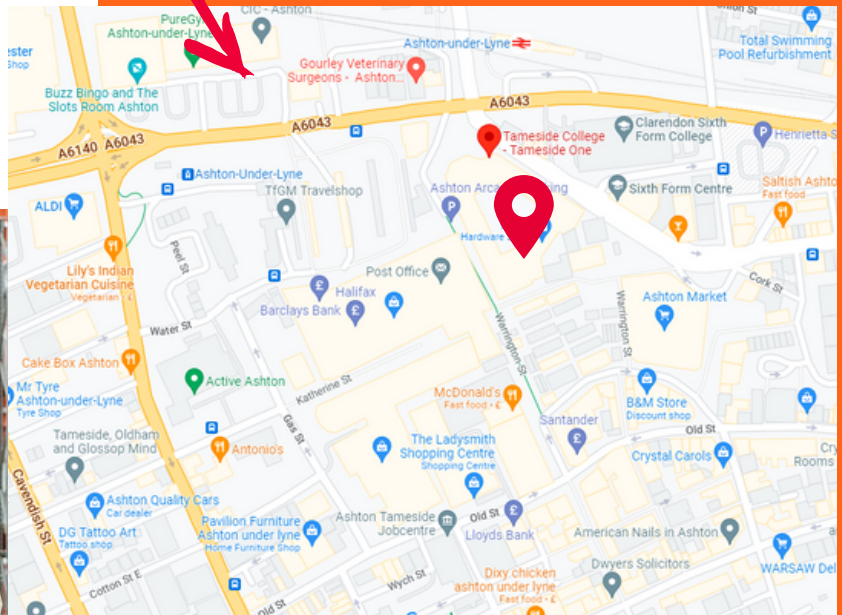 CIC - Ashton
PureGy
Ashton-under-Lyne
ester
Shop
Buzz Bingo and The
Slots Room Ashton
Gourley Veterinary
Surgeons - Ashton...
Ashton-under-Lyne
Union St
Total Swimming
Pool Refurbishment
A6043
A6043
A6140
A6043
Tameside College
- Tameside One
Clarendon Sixth
Form College
Henrietta S
Ashton-Under-Lyne
TfGM Travelshop
Sixth Form Centre
Saltish Ashto
Fast food
ALDI
Hardware
Peel St
Post Office
Lily's Indian
Vegetarian Cuisine
Vegetarian · £
Halifax
Barclays Bank
Cork St
Ashton Market
Water St
Warrington St
Warrington St
Cake Box Ashton
Mr Tyre
Ashton-under-Lyne
Tyre Shop
Active Ashton
Katherine St
McDonald's
Fast food · £
B&M Store
Discount shop
Gas St
Santander
Old St
Tameside, Oldham
and Glossop Mind
Antonio's
The Ladysmith
Shopping Centre
Shopping Centre
Crystal Carols
Cry
Rooms
Cavendish St
Ashton Quality Cars
Car dealer
DG Tattoo Art
Tattoo shop
Pavilion Furniture
Ashton under lyne
Home Furniture Shop
Ashton Tameside
Jobcentre
Old St
Lloyds Bank
American Nails in Ashton
WARSAW Del
Dwyers Solicitors
Cotton St E
Wych St
Dixy chicken
ashton under lyne
Fast food · £
Old St